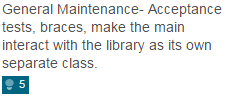 General Maintenance- Acceptance
tests, braces, make the main
interact with the library as its own
separate class.
5